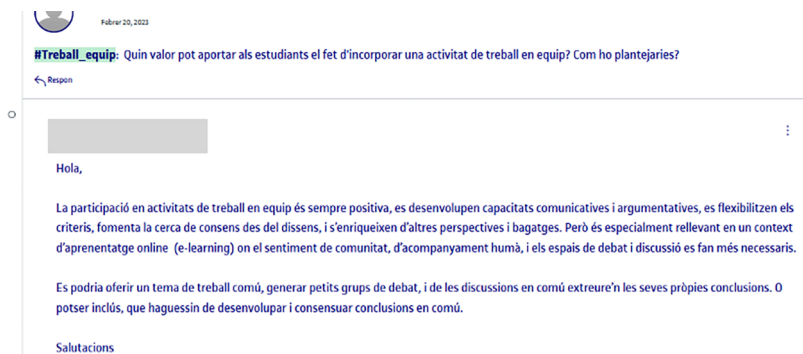 Febrer 20, 2023
#Treball_equip: Quin valor pot aportar als estudiants el fet d'incorporar una activitat de treball en equip? Com ho plantejaries?
Respon
Hola,
La participació en activitats de treball en equip és sempre positiva, es desenvolupen capacitats comunicatives i argumentatives, es flexibilitzen els
criteris, fomenta la cerca de consens des del dissens, i s'enriqueixen d'altres perspectives i bagatges. Però és especialment rellevant en un context
d'aprenentatge online (e-learning) on el sentiment de comunitat, d'acompanyament humà, i els espais de debat i discussió es fan més necessaris.
Es podria oferir un tema de treball comú, generar petits grups de debat, i de les discussions en comú extreure'n les seves pròpies conclusions. O
potser inclús, que haguessin de desenvolupar i consensuar conclusions en comú.
Salutacions